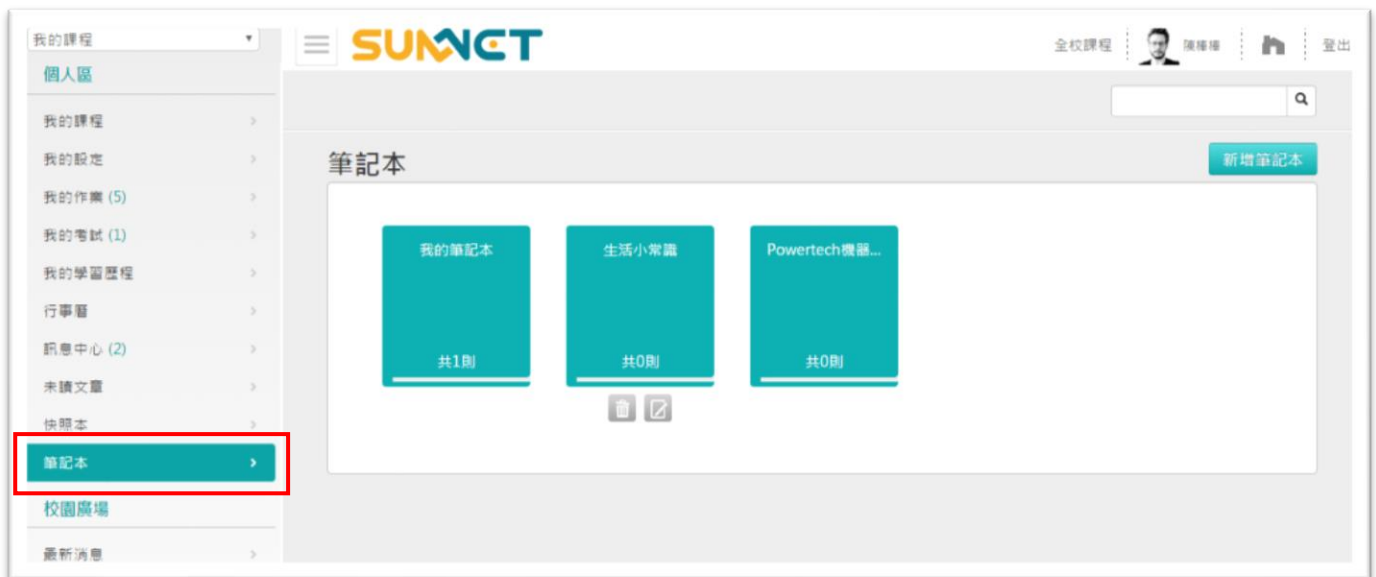 我的課程
SUNNET
全校課程
登出
個人區
我的課程
我的設定
我的作業 (5)
我的考試 (1)
我的學習歷程
行事曆
訊息中心 (2)
未讀文章
快照本
筆記本
校園廣場
最新消息
筆記本
新增筆記本
我的筆記本
共1則
生活小常識
共0則
Powertech機器...
共0則